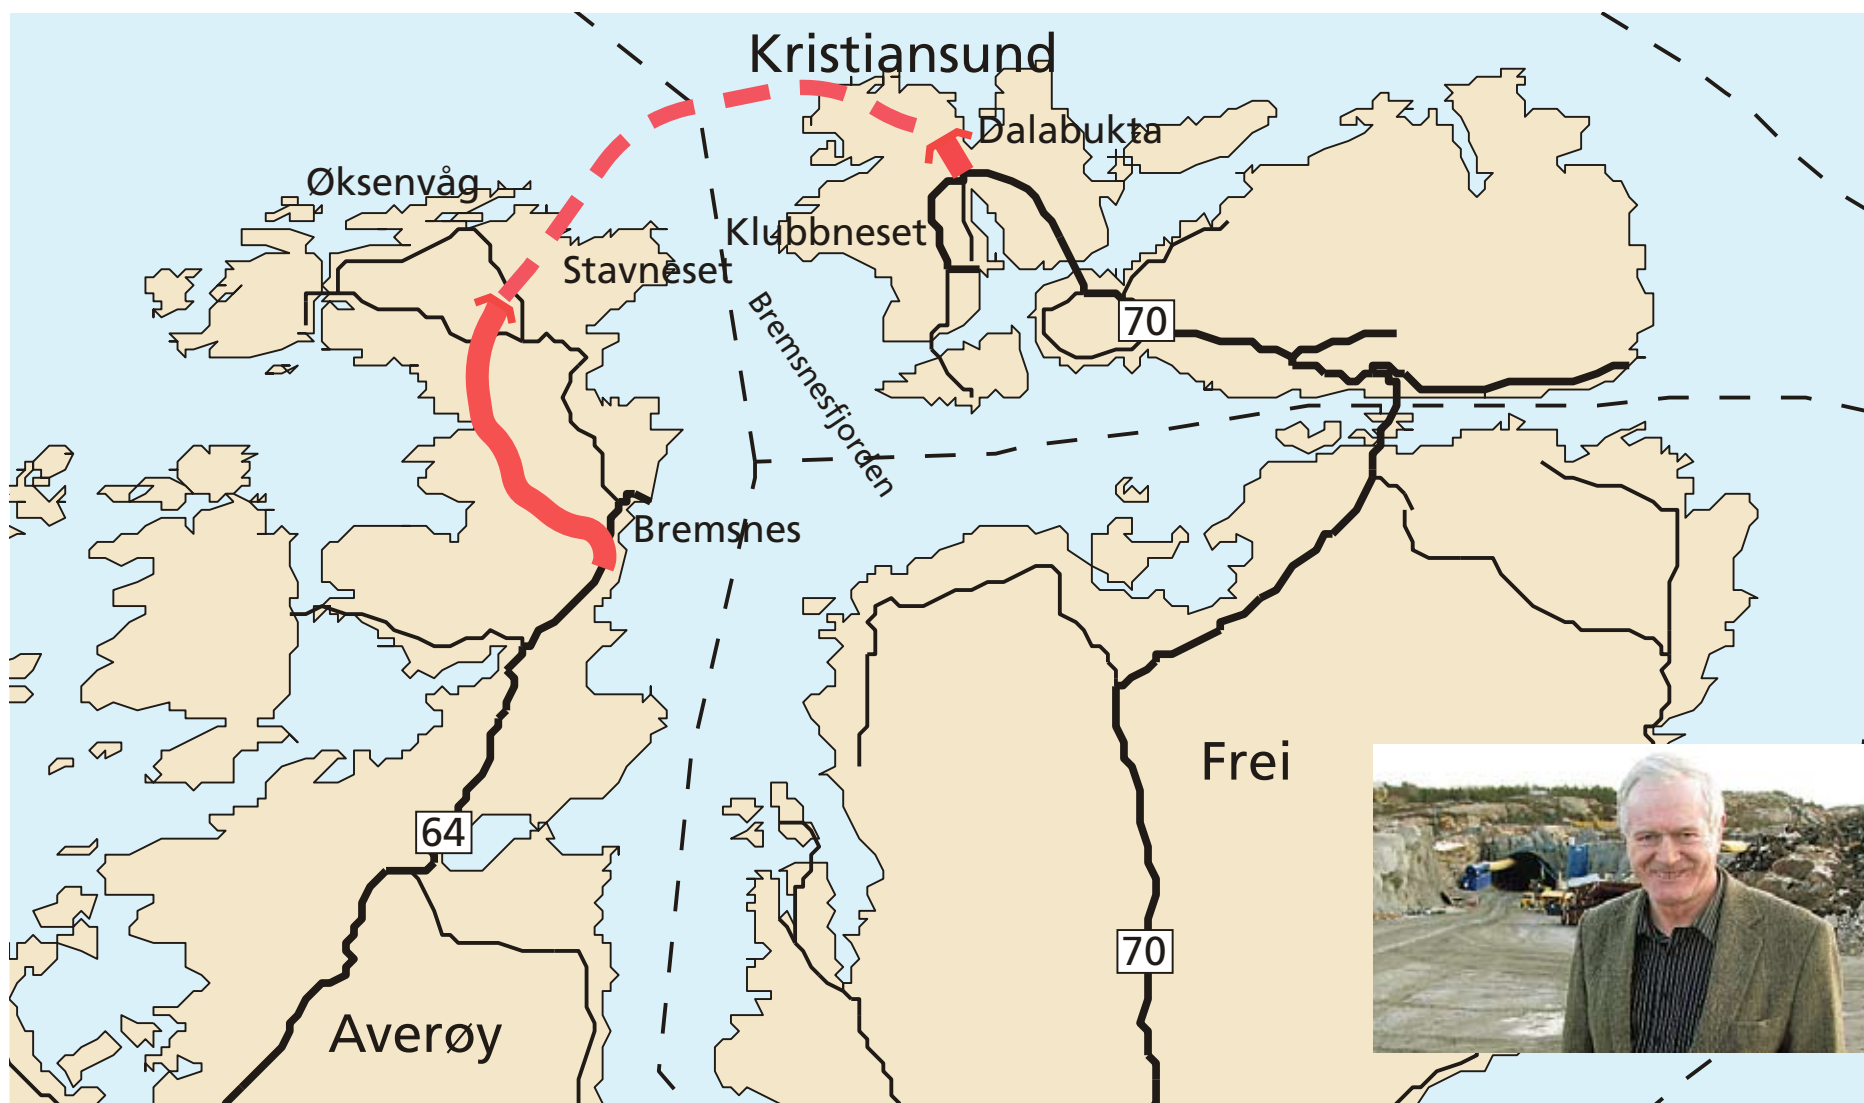 Kristiansund
Dalabukta
Øksenvåg
Klubbneset
Stavneset
Bremsnesfjorden
70
Bremsnes
Frei
64
70
Averøy